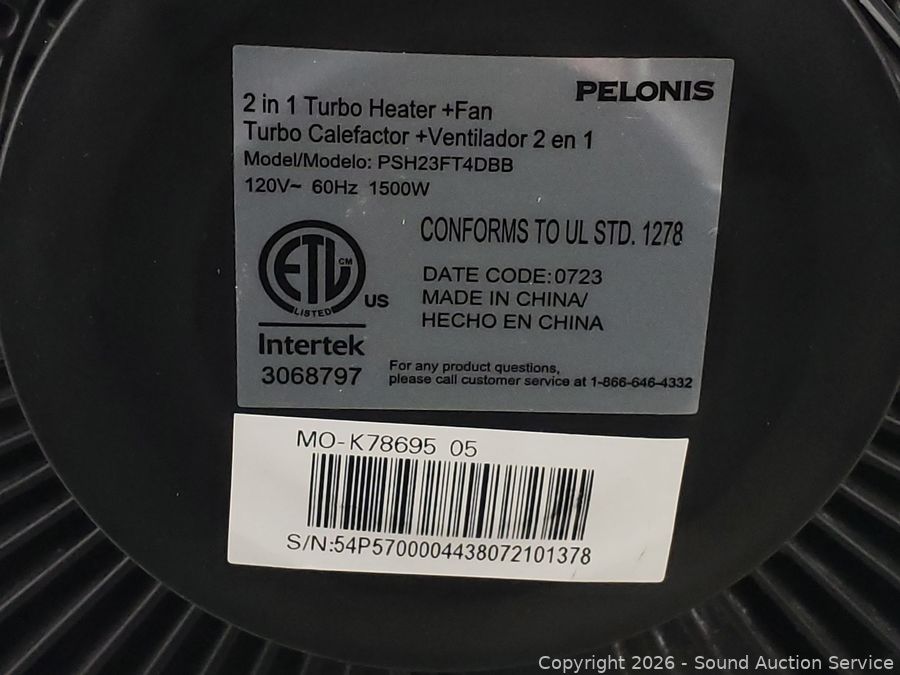 PELONIS
2 in 1 Turbo Heater +Fan
Turbo Calefactor +Ventilador 2 en 1
Model/Modelo: PSH23FT4DBB
120V~ 60Hz 1500W
CONFORMS TO UL STD. 1278
ETL CM
LISTED
US
DATE CODE:0723
MADE IN CHINA/
HECHO EN CHINA
Intertek
3068797
For any product questions,
please call customer service at 1-866-646-4332
MO-K78695 05
S/N:54P5700004438072101378
Copyright 2026 - Sound Auction Service